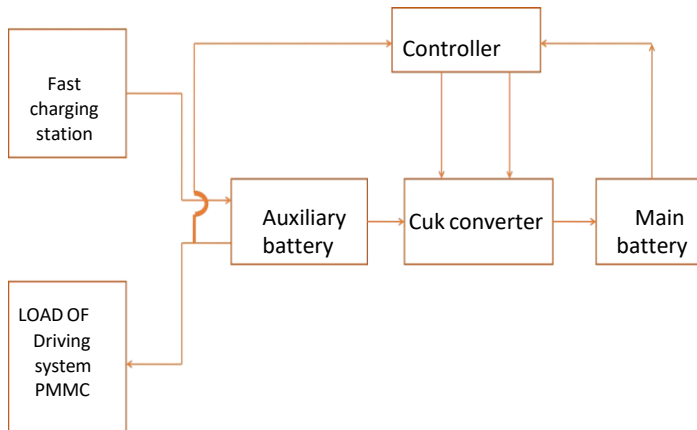 Controller
Fast
charging
station
Auxiliary
battery
Cuk converter
Main
battery
LOAD OF
Driving
system
PMMC